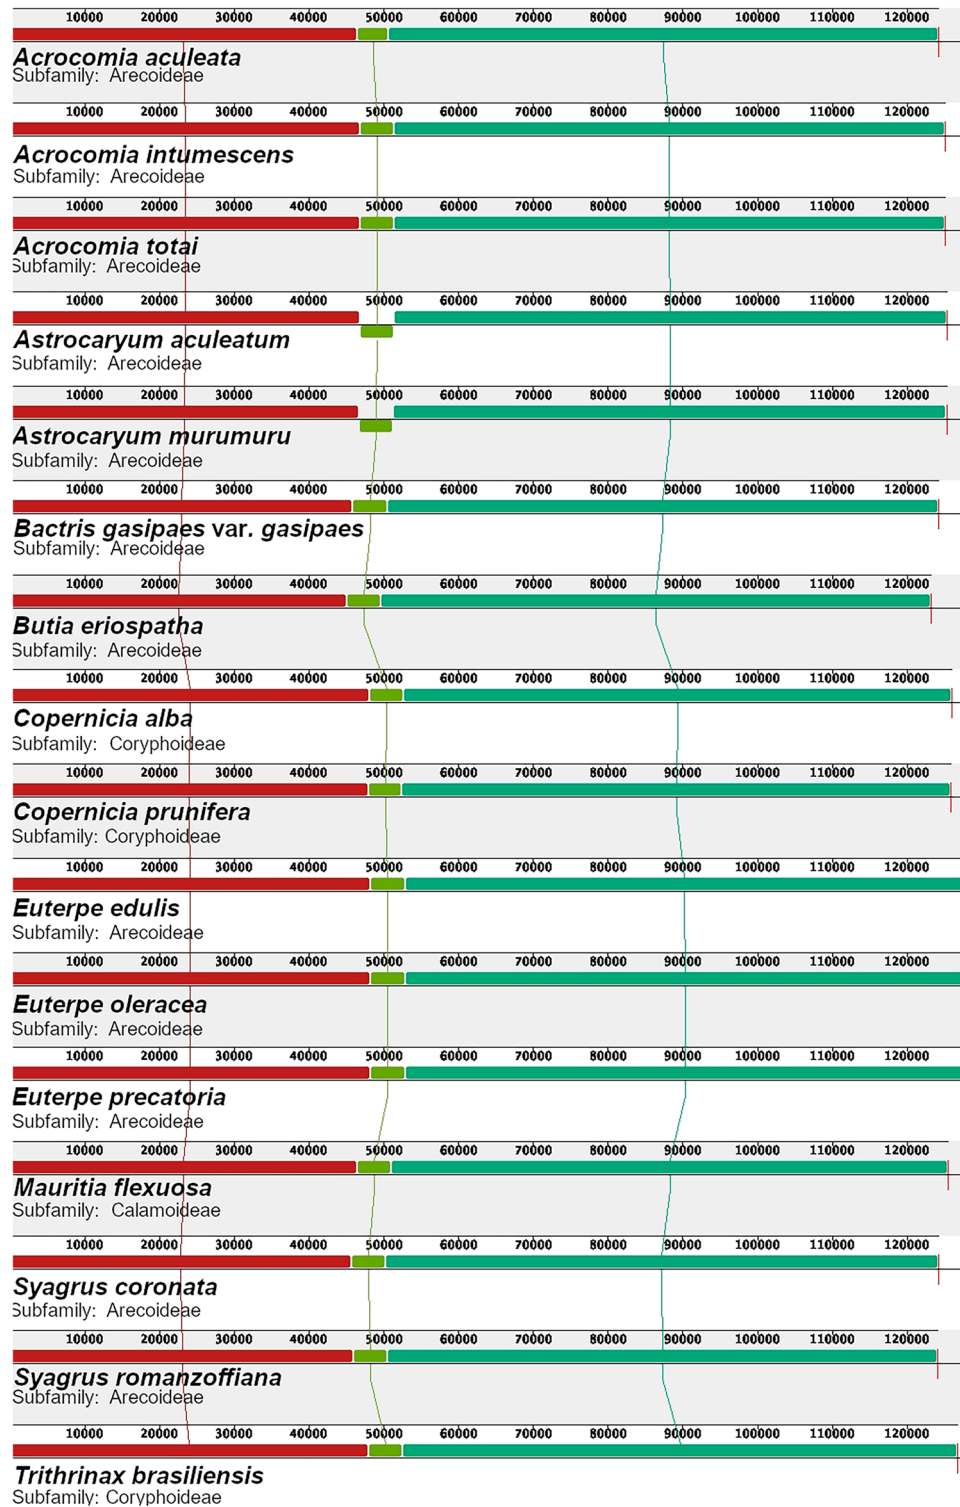 10000 20000 30000 40000 50000 60000 70000 80000 90000 100000 110000 120000
Acrocomia aculeata
Subfamily: Arecoideae
10000 20000 30000 40000 50000 60000 70000 80000 90000 100000 110000 120000
Acrocomia intumescens
Subfamily: Arecoideae
10000 20000 30000 40000 50000 60000 70000 80000 90000 100000 110000 120000
Acrocomia totai
Subfamily: Arecoideae
10000 20000 30000 40000 50000 60000 70000 80000 90000 100000 110000 120000
Astrocaryum aculeatum
Subfamily: Arecoideae
10000 20000 30000 40000 50000 60000 70000 80000 90000 100000 110000 120000
Astrocaryum murumuru
Subfamily: Arecoideae
10000 20000 30000 40000 50000 60000 70000 80000 90000 100000 110000 120000
Bactris gasipaes var. gasipaes
Subfamily: Arecoideae
10000 20000 30000 40000 50000 60000 70000 80000 90000 100000 110000 120000
Butia eriospatha
Subfamily: Arecoideae
10000 20000 30000 40000 50000 60000 70000 80000 90000 100000 110000 120000
Copernicia alba
Subfamily: Coryphoideae
10000 20000 30000 40000 50000 60000 70000 80000 90000 100000 110000 120000
Copernicia prunifera
Subfamily: Coryphoideae
10000 20000 30000 40000 50000 60000 70000 80000 90000 100000 110000 120000
Euterpe edulis
Subfamily: Arecoideae
10000 20000 30000 40000 50000 60000 70000 80000 90000 100000 110000 120000
Euterpe oleracea
Subfamily: Arecoideae
10000 20000 30000 40000 50000 60000 70000 80000 90000 100000 110000 120000
Euterpe precatoria
Subfamily: Arecoideae
10000 20000 30000 40000 50000 60000 70000 80000 90000 100000 110000 120000
Mauritia flexuosa
Subfamily: Calamoideae
10000 20000 30000 40000 50000 60000 70000 80000 90000 100000 110000 120000
Syagrus coronata
Subfamily: Arecoideae
10000 20000 30000 40000 50000 60000 70000 80000 90000 100000 110000 120000
Syagrus romanzoffiana
Subfamily: Arecoideae
10000 20000 30000 40000 50000 60000 70000 80000 90000 100000 110000 120000
Trithrinax brasiliensis
Subfamily: Coryphoideae